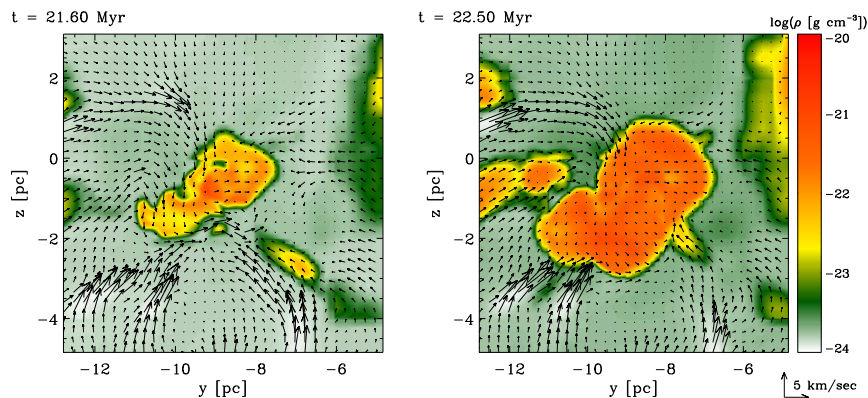 t = 21.60 Myr
t = 22.50 Myr
log(ρ [g cm⁻³])
2
0
−2
−4
z [pc]
−12
−10
−8
−6
y [pc]
2
0
−2
−4
z [pc]
−12
−10
−8
−6
y [pc]
−20
−21
−22
−23
−24
5 km/sec